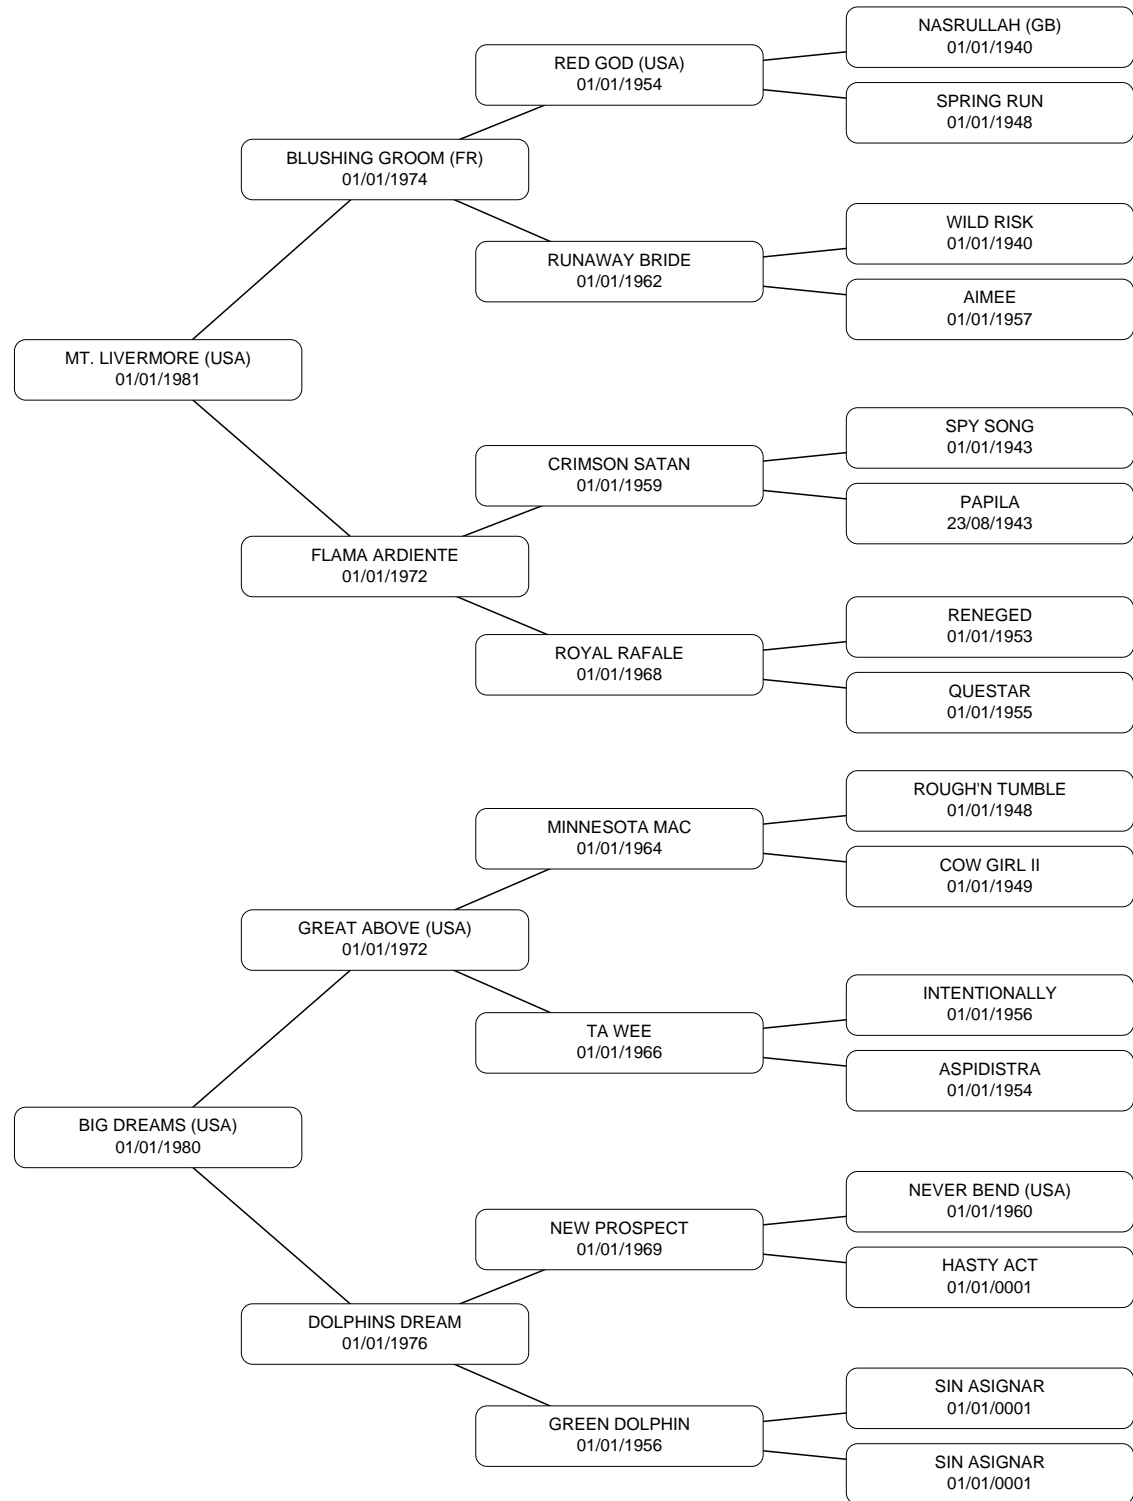 NASRULLAH (GB)
01/01/1940
RED GOD (USA)
01/01/1954
SPRING RUN
01/01/1948
BLUSHING GROOM (FR)
01/01/1974
WILD RISK
01/01/1940
RUNAWAY BRIDE
01/01/1962
AIMEE
01/01/1957
MT. LIVERMORE (USA)
01/01/1981
SPY SONG
01/01/1943
CRIMSON SATAN
01/01/1959
PAPILA
23/08/1943
FLAMA ARDIENTE
01/01/1972
RENEGED
01/01/1953
ROYAL RAFALE
01/01/1968
QUESTAR
01/01/1955
ROUGH'N TUMBLE
01/01/1948
MINNESOTA MAC
01/01/1964
COW GIRL II
01/01/1949
GREAT ABOVE (USA)
01/01/1972
INTENTIONALLY
01/01/1956
TA WEE
01/01/1966
ASPIDISTRA
01/01/1954
BIG DREAMS (USA)
01/01/1980
NEVER BEND (USA)
01/01/1960
NEW PROSPECT
01/01/1969
HASTY ACT
01/01/0001
DOLPHINS DREAM
01/01/1976
SIN ASIGNAR
01/01/0001
GREEN DOLPHIN
01/01/1956
SIN ASIGNAR
01/01/0001